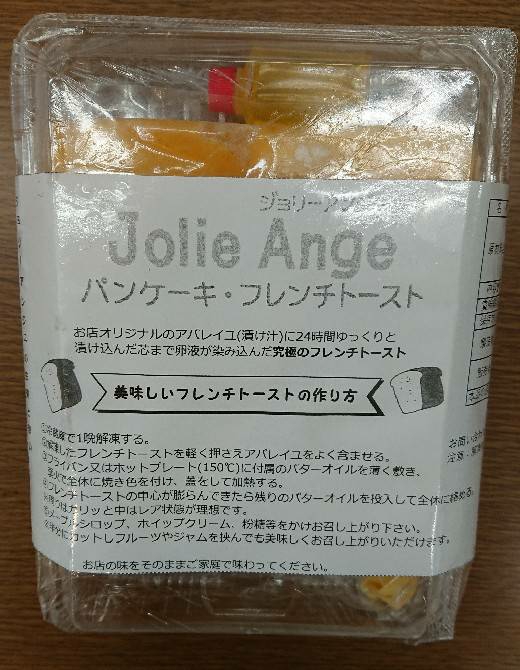 ジョリーアンジュ
Jolie Ange
パンケーキ・フレンチトースト
お店オリジナルのアパレイユ(漬け汁)に24時間ゆっくりと
漬け込んだ芯まで卵液が染み込んだ究極のフレンチトースト
美味しいフレンチトーストの作り方
①冷蔵庫で1晩解凍する。
②解凍したフレンチトーストを軽く押さえアパレイユをよく含ませる。
③フライパン又はホットプレート(150℃)に付属のバターオイルを薄く敷き、
弱火で全体に焼き色を付け、蓋をして加熱する。
④フレンチトーストの中心が膨らんできたら残りのバターオイルを投入して全体に絡める。
はカリッと中はレア状態が理想です。
⑥メープルシロップ、ホイップクリーム、粉糖等をかけお召し上がり下さい。
カットしフルーツやジャムを挟んでも美味しくお召し上がりいただけます。
お店の味をそのままご家庭で味わってください。
お問い合わ